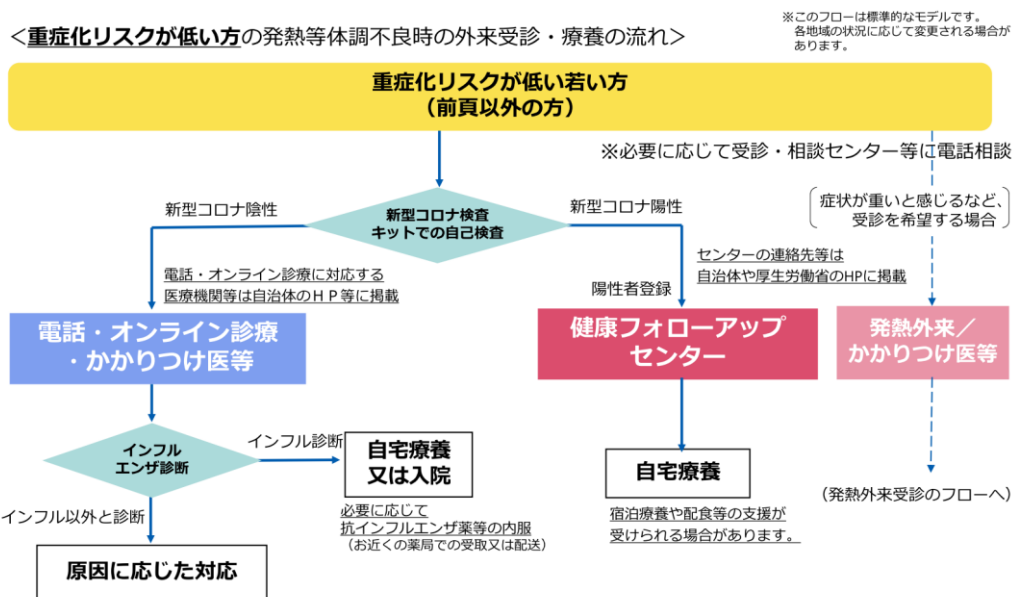 <重症化リスクが低い方の発熱等体調不良時の外来受診・療養の流れ>
※このフローは標準的なモデルです。
各地域の状況に応じて変更される場合が
あります。
重症化リスクが低い若い方
（前頁以外の方）
※必要に応じて受診・相談センター等に電話相談
新型コロナ陰性
新型コロナ検査
キットでの自己検査
新型コロナ陽性
症状が重いと感じるなど、
受診を希望する場合
電話・オンライン診療に対応する
医療機関等は自治体のＨＰ等に掲載
センターの連絡先等は
自治体や厚生労働省のHPに掲載
陽性者登録
電話・オンライン診療
・かかりつけ医等
健康フォローアップ
センター
発熱外来／
かかりつけ医等
インフル
エンザ診断
インフル診断
自宅療養
又は入院
自宅療養
インフル以外と診断
必要に応じて
抗インフルエンザ薬等の内服
（お近くの薬局での受取又は配送）
宿泊療養や配食等の支援が
受けられる場合があります。
（発熱外来受診のフローへ）
原因に応じた対応